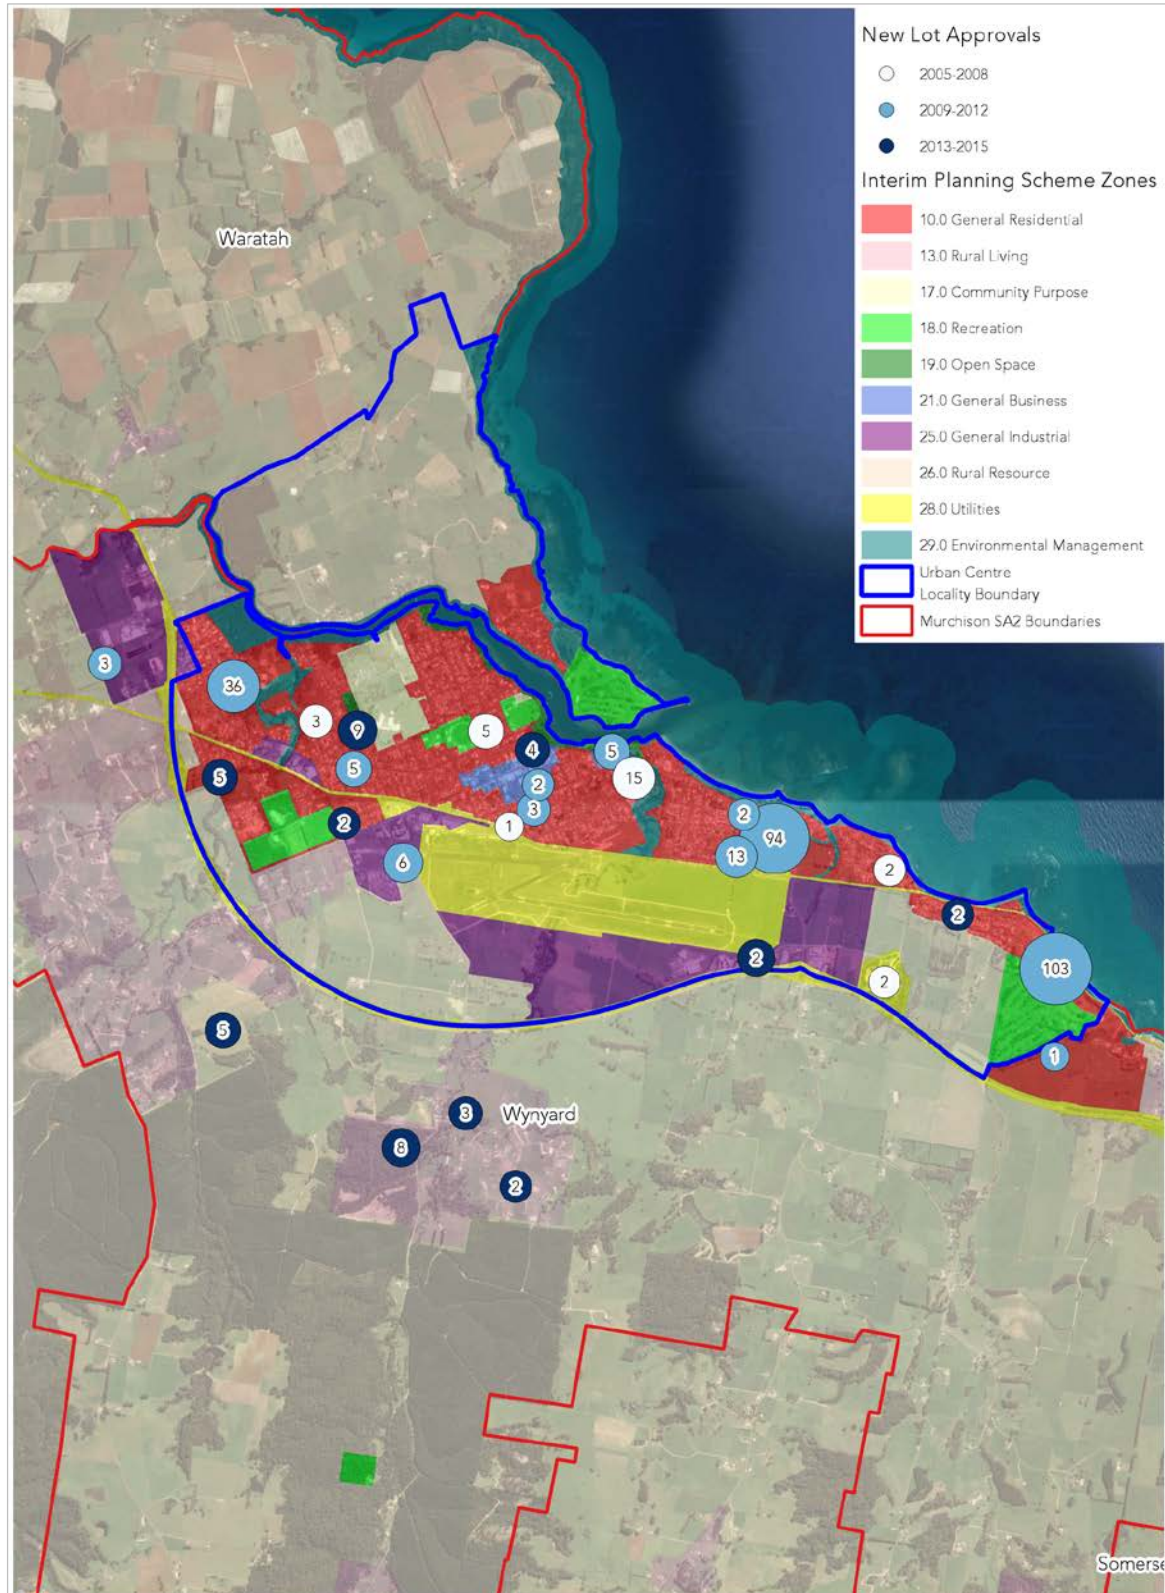 New Lot Approvals
2005-2008
2009-2012
2013-2015
Interim Planning Scheme Zones
10.0 General Residential
13.0 Rural Living
17.0 Community Purpose
18.0 Recreation
19.0 Open Space
21.0 General Business
25.0 General Industrial
26.0 Rural Resource
28.0 Utilities
29.0 Environmental Management
Urban Centre
Locality Boundary
Murchison SA2 Boundaries
Waratah
3
36
3
9
5
5
4
5
5
2
15
5
2
3
1
2
94
13
6
2
2
2
2
103
2
1
5
3
Wynyard
8
2
Somerse